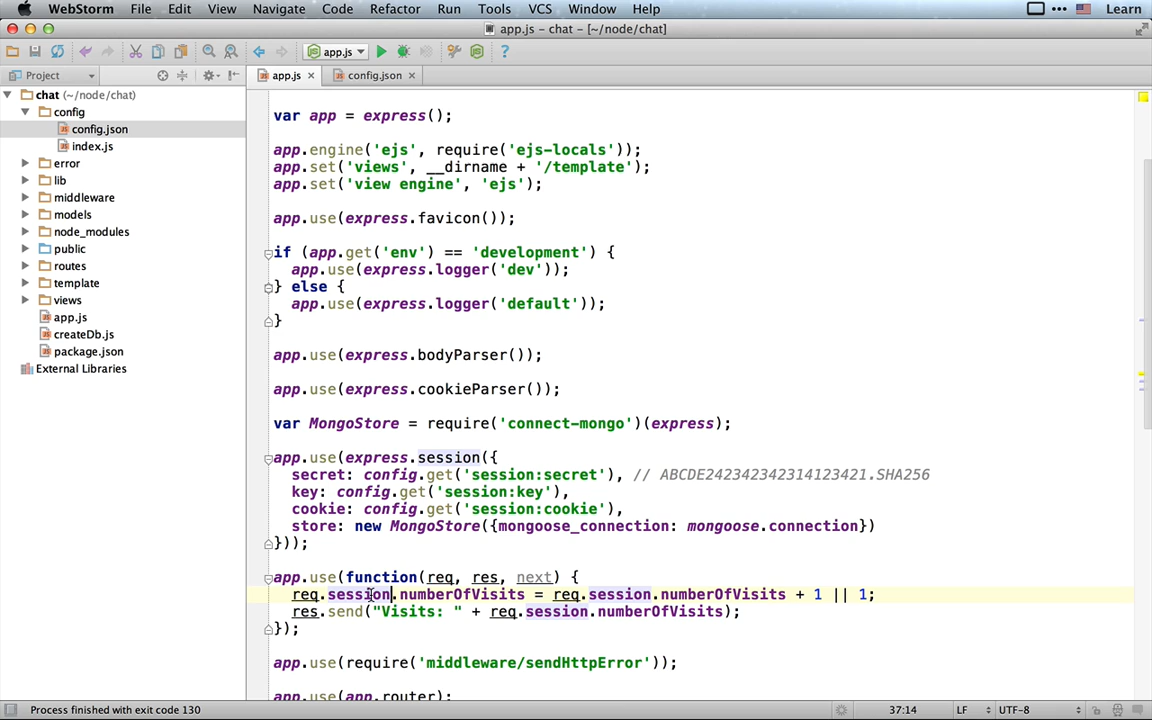 WebStorm File Edit View Navigate Code Refactor Run Tools VCS Window Help Learn
app.js - chat - [~/node/chat]
app.js
Project app.js config.json
chat (~/node/chat)
config
config.json
index.js
error
lib
middleware
models
node_modules
public
routes
template
views
app.js
createDb.js
package.json
External Libraries
var app = express();
app.engine('ejs', require('ejs-locals'));
app.set('views', __dirname + '/template');
app.set('view engine', 'ejs');
app.use(express.favicon());
if (app.get('env') == 'development') {
app.use(express.logger('dev'));
} else {
app.use(express.logger('default'));
}
app.use(express.bodyParser());
app.use(express.cookieParser());
var MongoStore = require('connect-mongo')(express);
app.use(express.session({
secret: config.get('session:secret'), // ABCDE242342342314123421.SHA256
key: config.get('session:key'),
cookie: config.get('session:cookie'),
store: new MongoStore({mongoose_connection: mongoose.connection})
}));
app.use(function(req, res, next) {
req.session.numberOfVisits = req.session.numberOfVisits + 1 || 1;
res.send("Visits: " + req.session.numberOfVisits);
});
app.use(require('middleware/sendHttpError'));
app.use(app.router);
Process finished with exit code 130 37:14 LF UTF-8